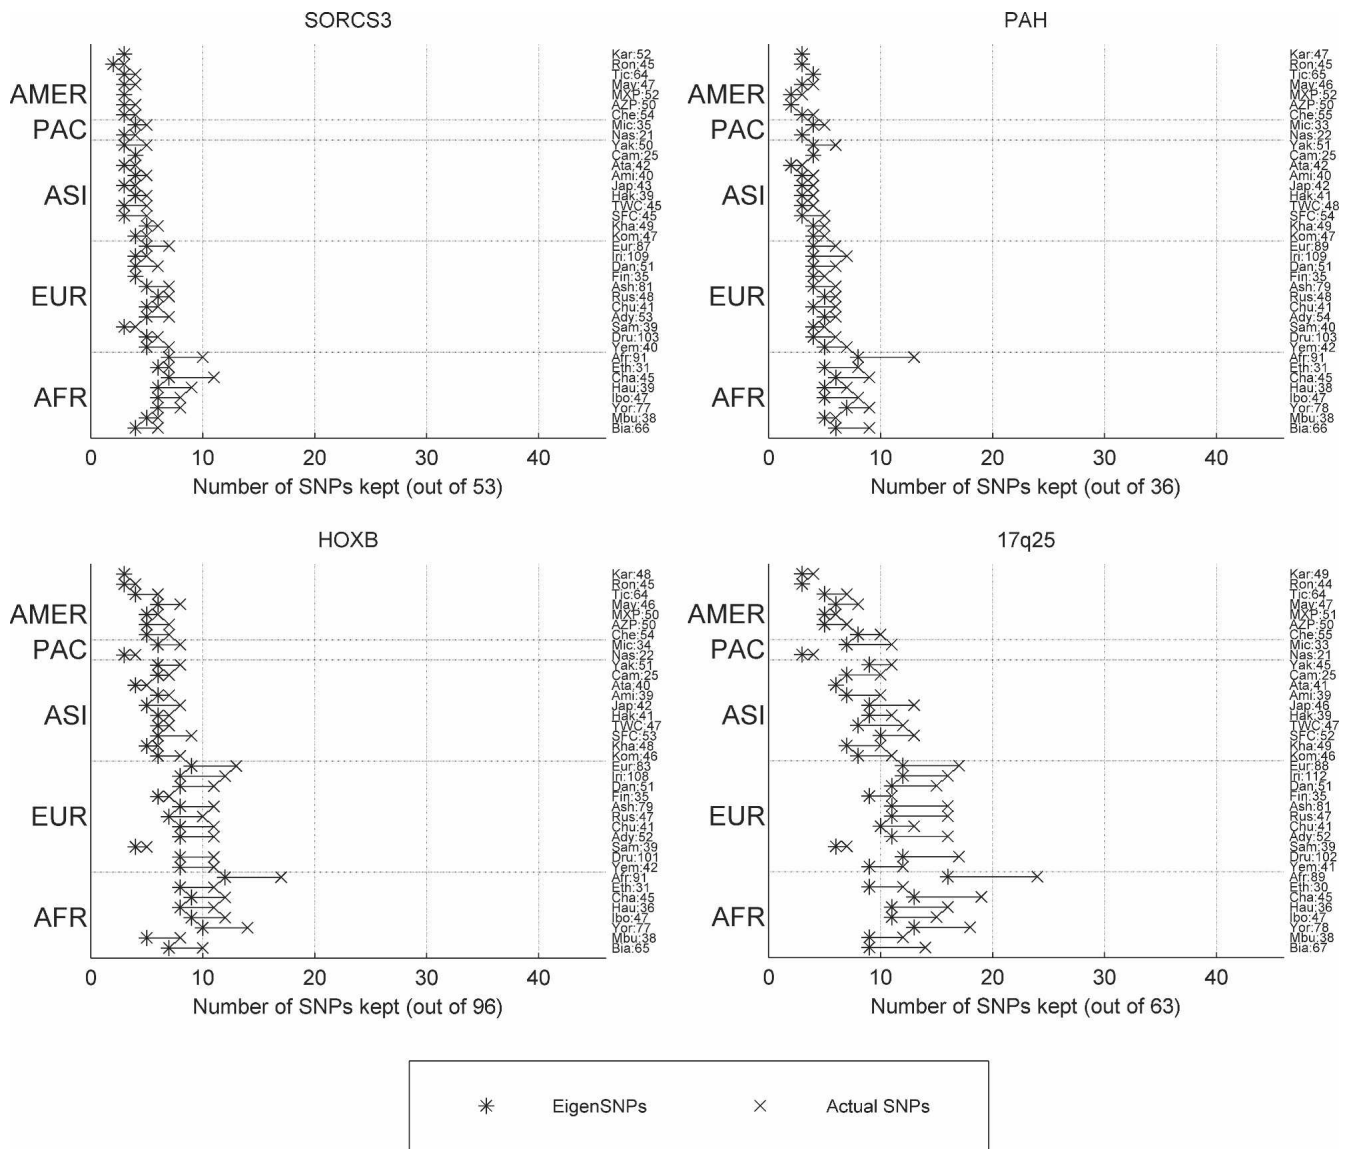 SORCS3
AMER
PAC
ASI
EUR
AFR
Kar:52
Ron:45
Tic:64
May:47
MXP:52
AZP:50
Che:54
Mic:35
Nas:21
Yak:50
Cam:25
Ata:42
Ami:40
Jap:43
Hak:39
TWC:45
SFC:45
Kha:49
Kom:47
Eur:87
Iri:109
Dan:51
Fin:35
Ash:81
Rus:48
Chu:41
Ady:53
Sam:39
Dru:103
Yem:40
Afr:91
Eth:31
Cha:45
Hau:39
Ibo:47
Yor:77
Mbu:38
Bia:66
0 10 20 30 40
Number of SNPs kept (out of 53)
PAH
AMER
PAC
ASI
EUR
AFR
Kar:47
Ron:45
Tic:65
May:46
MXP:52
AZP:50
Che:55
Mic:33
Nas:22
Yak:51
Cam:25
Ata:42
Ami:40
Jap:42
Hak:41
TWC:48
SFC:54
Kha:49
Kom:47
Eur:89
Iri:109
Dan:51
Fin:35
Ash:79
Rus:48
Chu:41
Ady:54
Sam:40
Dru:103
Yem:42
Afr:91
Eth:31
Cha:45
Hau:38
Ibo:47
Yor:78
Mbu:38
Bia:66
0 10 20 30 40
Number of SNPs kept (out of 36)
HOXB
AMER
PAC
ASI
EUR
AFR
Kar:48
Ron:45
Tic:64
May:46
MXP:50
AZP:50
Che:54
Mic:34
Nas:22
Yak:51
Cam:25
Ata:40
Ami:39
Jap:42
Hak:41
TWC:47
SFC:53
Kha:48
Kom:46
Eur:83
Iri:108
Dan:51
Fin:35
Ash:79
Rus:47
Chu:41
Ady:52
Sam:39
Dru:101
Yem:42
Afr:91
Eth:31
Cha:45
Hau:36
Ibo:47
Yor:77
Mbu:38
Bia:65
0 10 20 30 40
Number of SNPs kept (out of 96)
17q25
AMER
PAC
ASI
EUR
AFR
Kar:49
Ron:44
Tic:64
May:47
MXP:51
AZP:50
Che:55
Mic:33
Nas:21
Yak:45
Cam:25
Ata:41
Ami:39
Jap:46
Hak:39
TWC:47
SFC:52
Kha:49
Kom:46
Eur:88
Iri:112
Dan:51
Fin:35
Ash:81
Rus:47
Chu:41
Ady:52
Sam:39
Dru:102
Yem:41
Afr:89
Eth:30
Cha:45
Hau:36
Ibo:47
Yor:78
Mbu:38
Bia:67
0 10 20 30 40
Number of SNPs kept (out of 63)
EigenSNPs
Actual SNPs